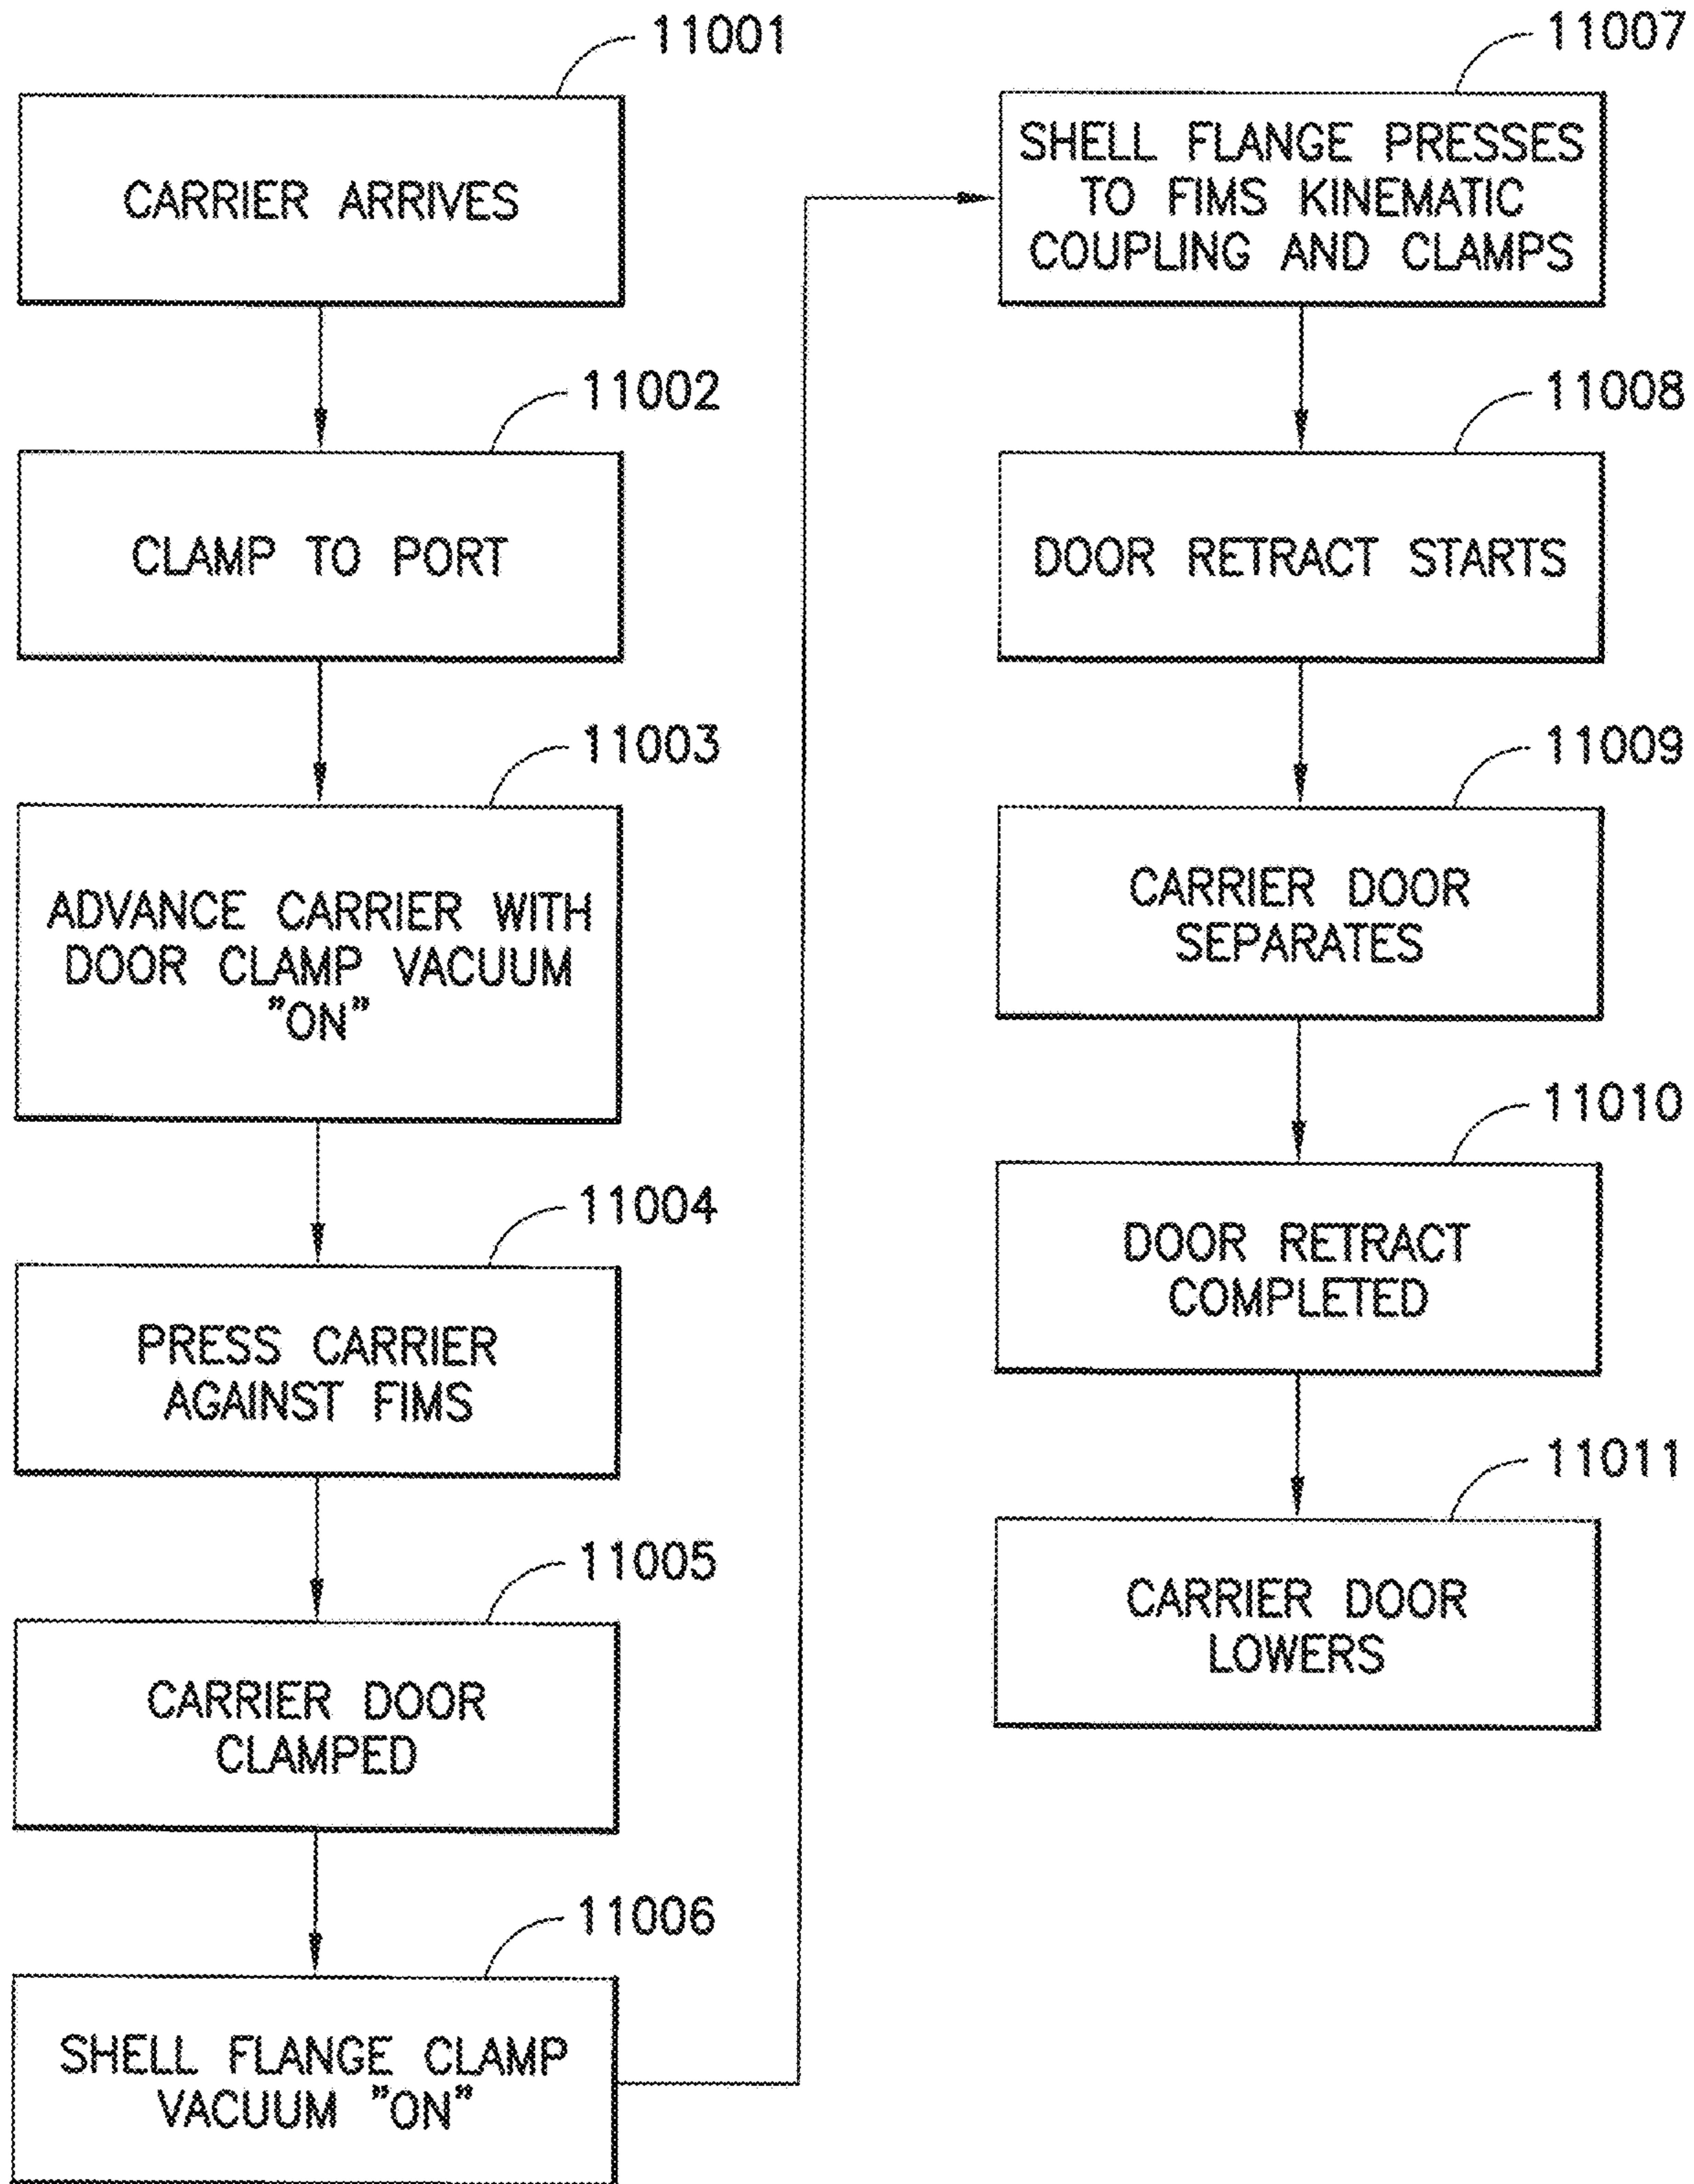 11001
CARRIER ARRIVES
11002
CLAMP TO PORT
11003
ADVANCE CARRIER WITH
DOOR CLAMP VACUUM
"ON"
11004
PRESS CARRIER
AGAINST FIMS
11005
CARRIER DOOR
CLAMPED
11006
SHELL FLANGE CLAMP
VACUUM "ON"
11007
SHELL FLANGE PRESSES
TO FIMS KINEMATIC
COUPLING AND CLAMPS
11008
DOOR RETRACT STARTS
11009
CARRIER DOOR
SEPARATES
11010
DOOR RETRACT
COMPLETED
11011
CARRIER DOOR
LOWERS